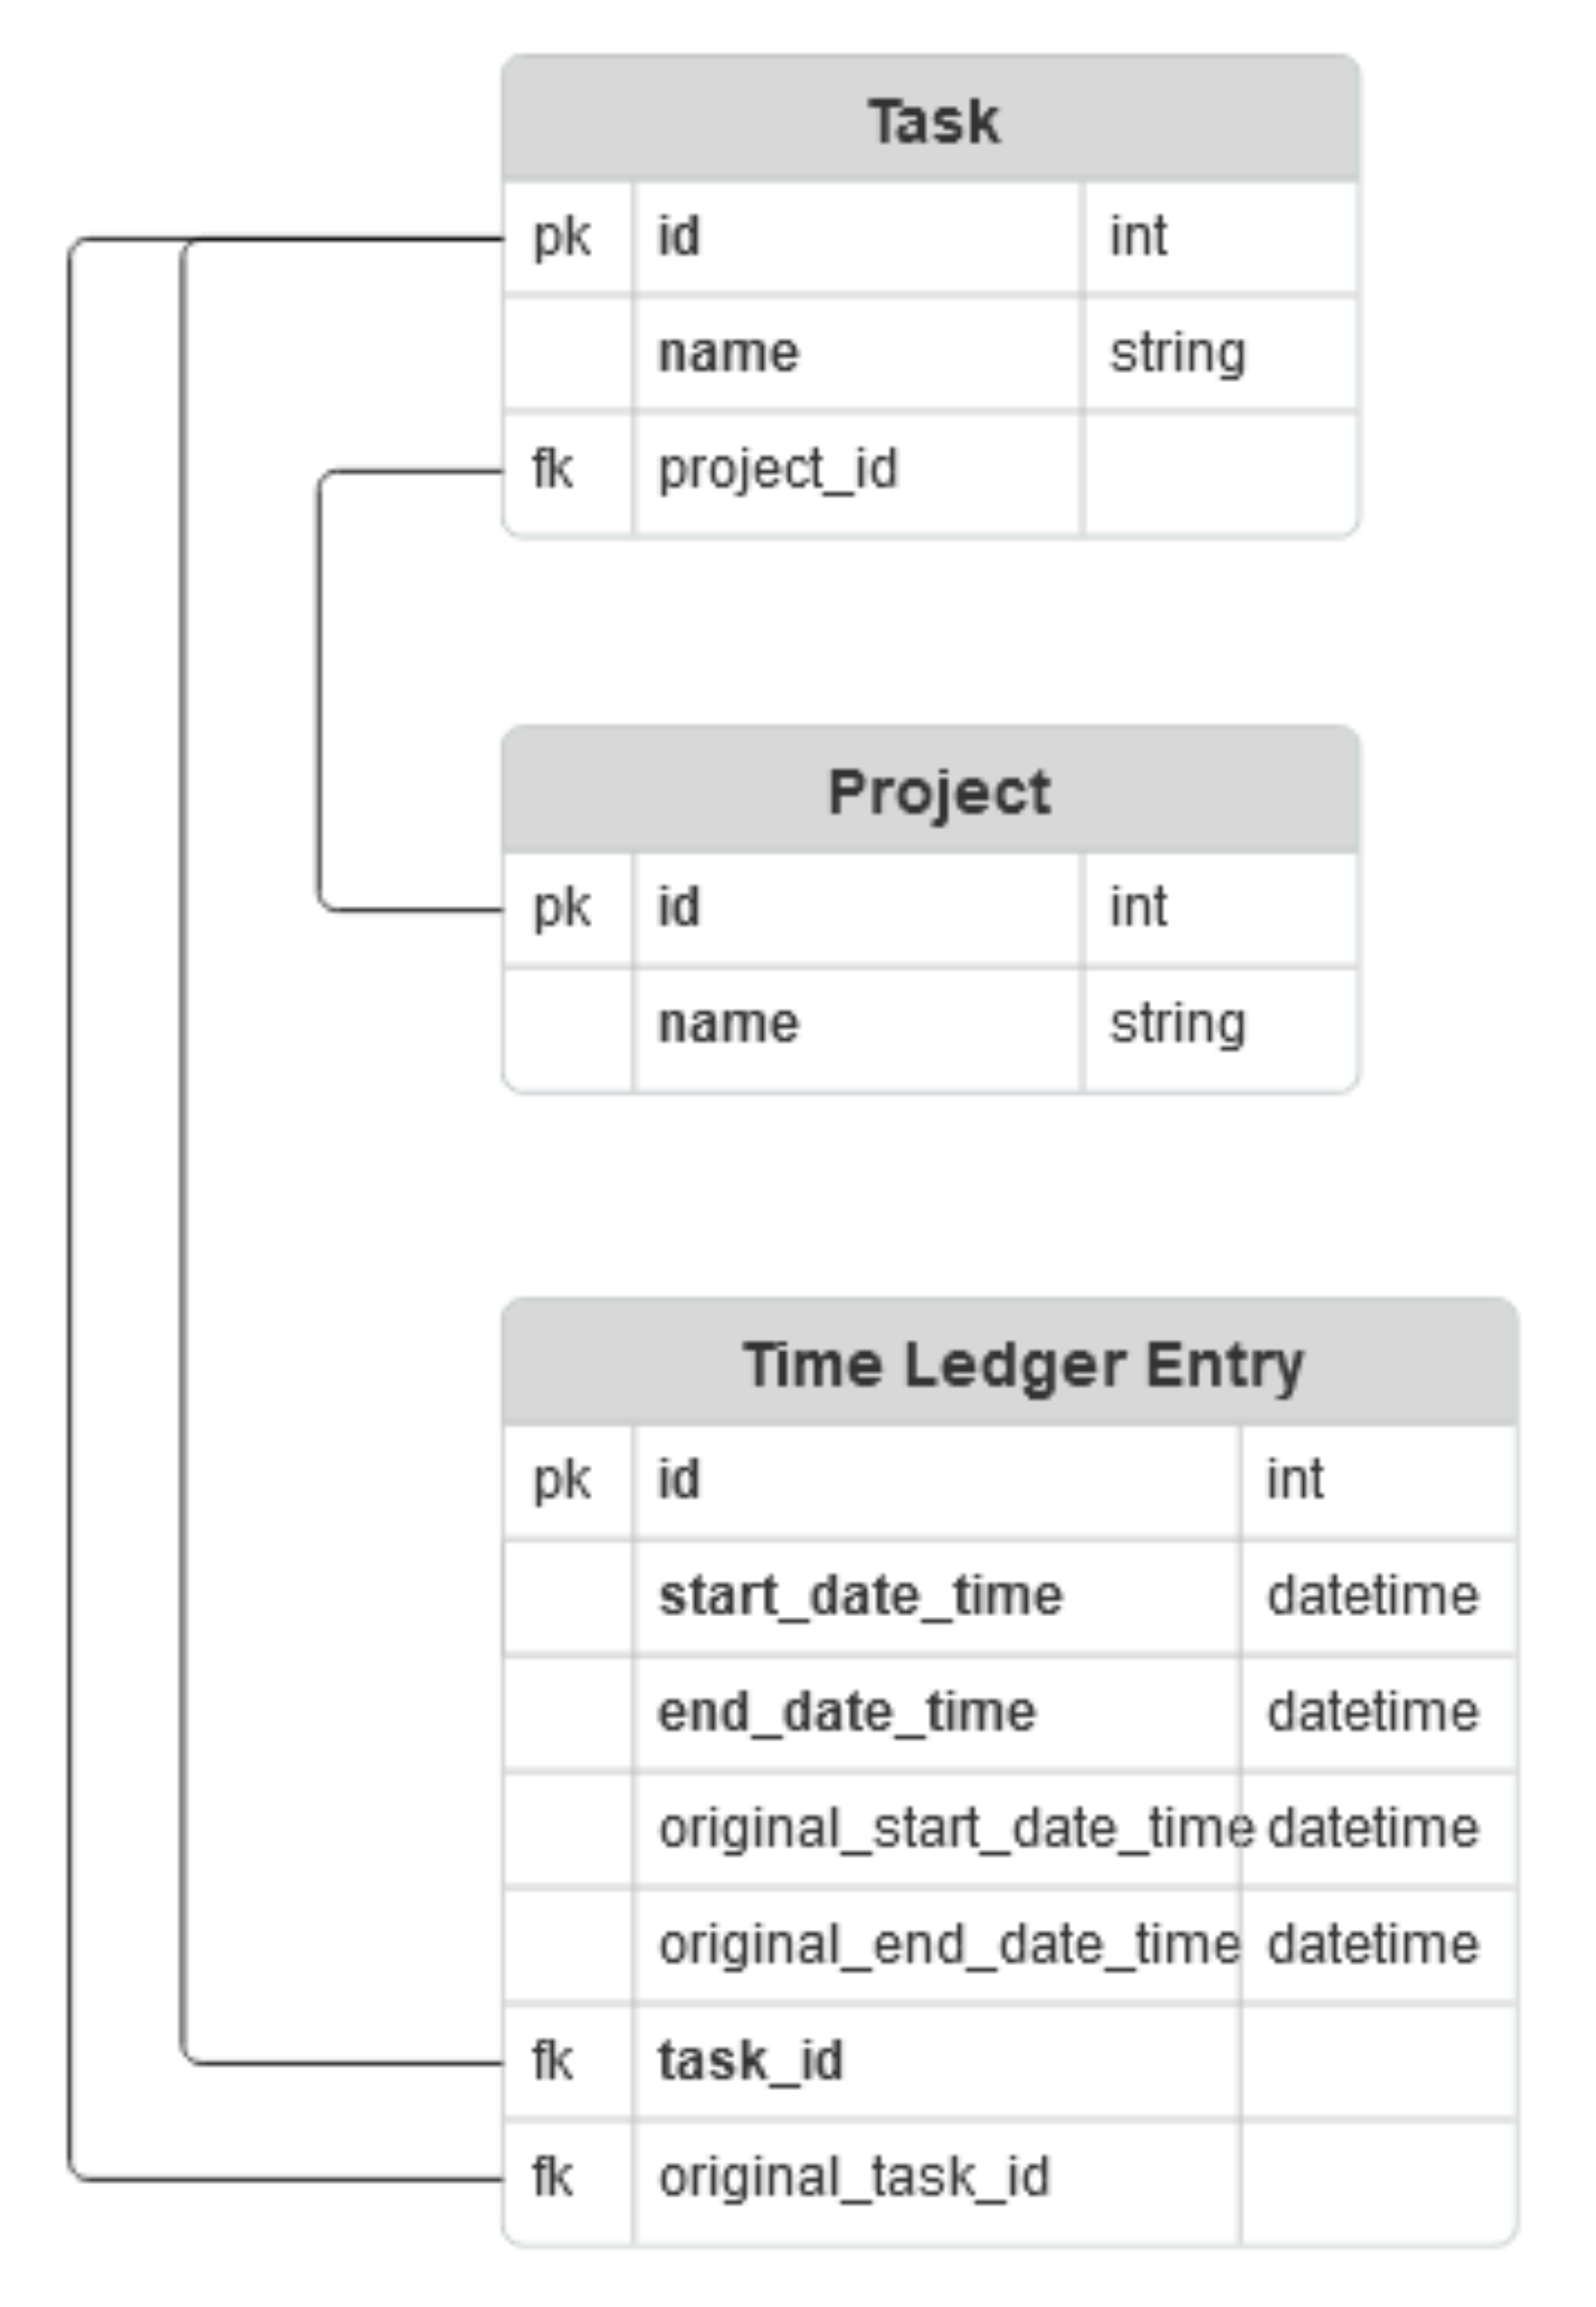 Task
pk id int
name string
fk project_id
Project
pk id int
name string
Time Ledger Entry
pk id int
start_date_time datetime
end_date_time datetime
original_start_date_time datetime
original_end_date_time datetime
fk task_id
fk original_task_id